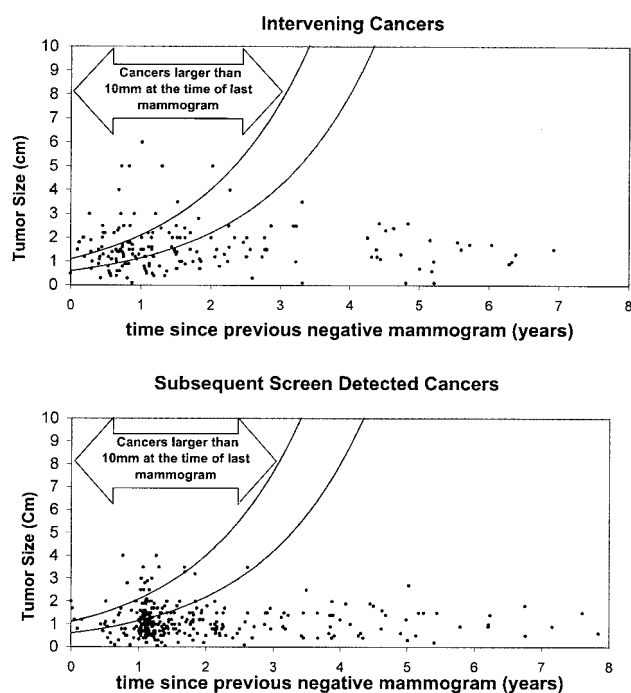 Intervening Cancers
10
9
8
7
6
5
4
3
2
1
0
Tumor Size (cm)
Cancers larger than
10mm at the time of last
mammogram
0 1 2 3 4 5 6 7 8
time since previous negative mammogram (years)
Subsequent Screen Detected Cancers
10
9
8
7
6
5
4
3
2
1
0
Tumor Size (Cm)
Cancers larger than
10mm at the time of last
mammogram
0 1 2 3 4 5 6 7 8
time since previous negative mammogram (years)